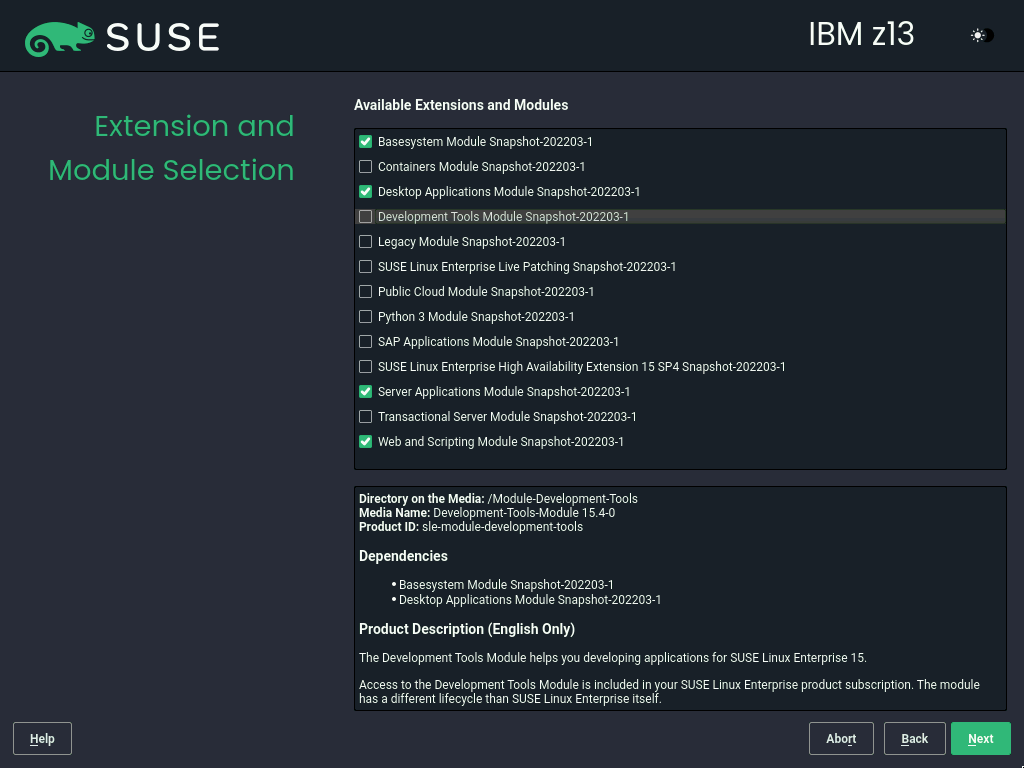 SUSE
IBM z13
Extension and
Module Selection
Available Extensions and Modules
Basesystem Module Snapshot-202203-1
Containers Module Snapshot-202203-1
Desktop Applications Module Snapshot-202203-1
Development Tools Module Snapshot-202203-1
Legacy Module Snapshot-202203-1
SUSE Linux Enterprise Live Patching Snapshot-202203-1
Public Cloud Module Snapshot-202203-1
Python 3 Module Snapshot-202203-1
SAP Applications Module Snapshot-202203-1
SUSE Linux Enterprise High Availability Extension 15 SP4 Snapshot-202203-1
Server Applications Module Snapshot-202203-1
Transactional Server Module Snapshot-202203-1
Web and Scripting Module Snapshot-202203-1
Directory on the Media: /Module-Development-Tools
Media Name: Development-Tools-Module 15.4-0
Product ID: sle-module-development-tools
Dependencies
• Basesystem Module Snapshot-202203-1
• Desktop Applications Module Snapshot-202203-1
Product Description (English Only)
The Development Tools Module helps you developing applications for SUSE Linux Enterprise 15.
Access to the Development Tools Module is included in your SUSE Linux Enterprise product subscription. The module
has a different lifecycle than SUSE Linux Enterprise itself.
Help
Abort
Back
Next